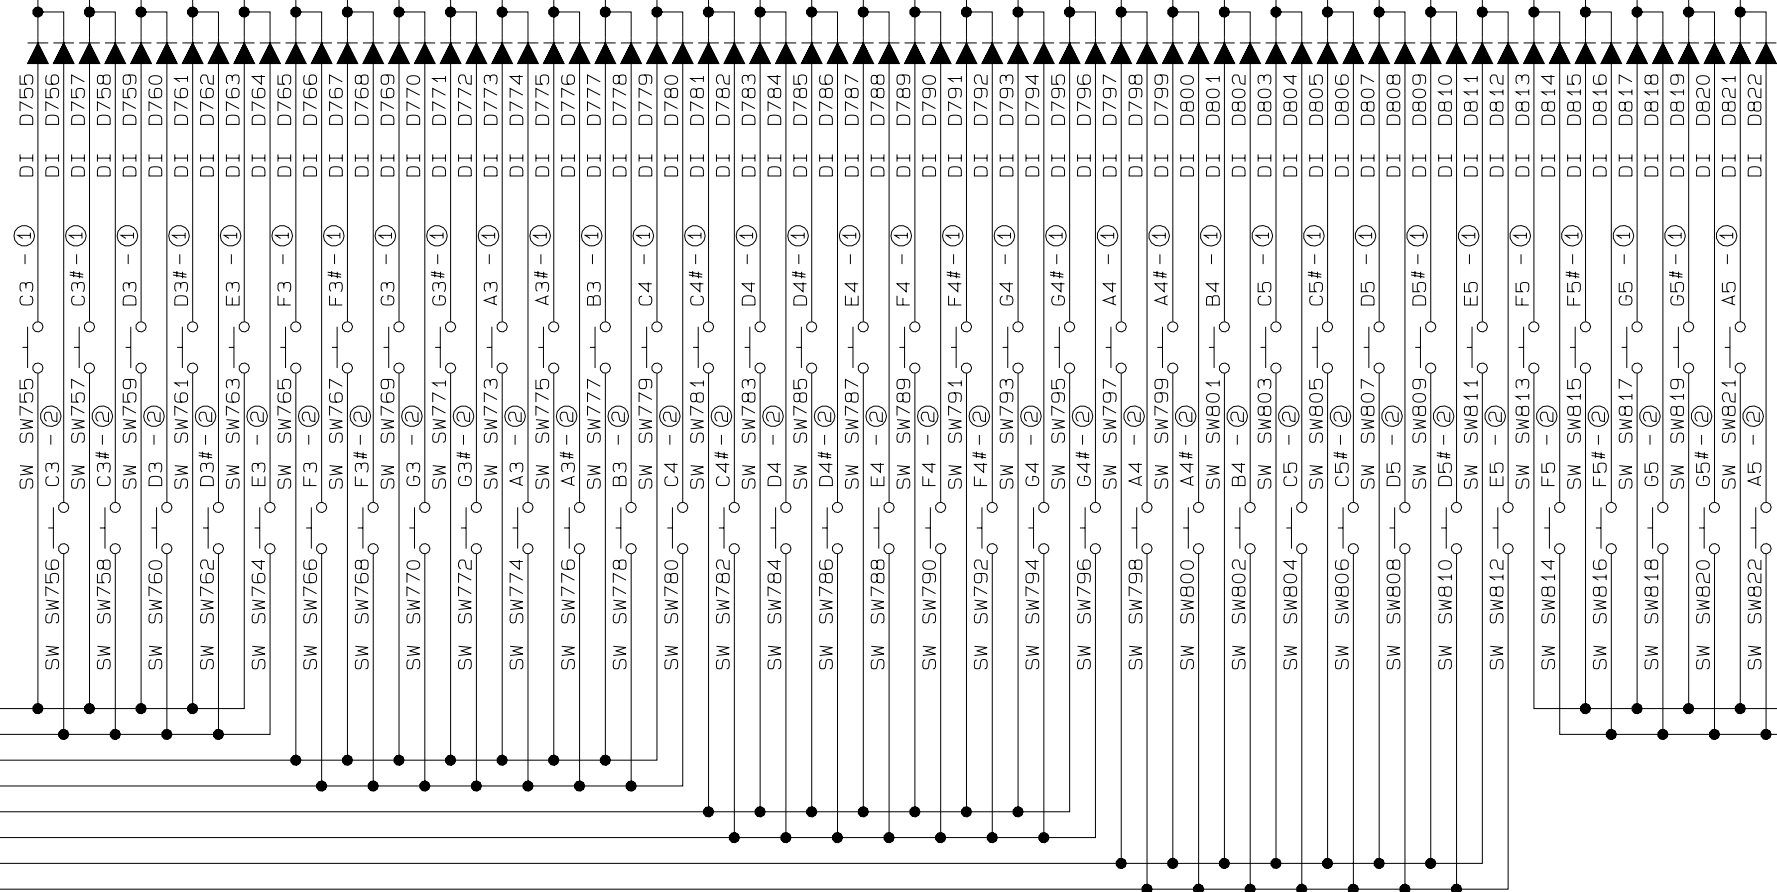 SW SW755 C3 - ① DI D755
SW SW756 C3 - ② DI D756
SW SW757 C3# - ① DI D757
SW SW758 C3# - ② DI D758
SW SW759 D3 - ① DI D759
SW SW760 D3 - ② DI D760
SW SW761 D3# - ① DI D761
SW SW762 D3# - ② DI D762
SW SW763 E3 - ① DI D763
SW SW764 E3 - ② DI D764
SW SW765 F3 - ① DI D765
SW SW766 F3 - ② DI D766
SW SW767 F3# - ① DI D767
SW SW768 F3# - ② DI D768
SW SW769 G3 - ① DI D769
SW SW770 G3 - ② DI D770
SW SW771 G3# - ① DI D771
SW SW772 G3# - ② DI D772
SW SW773 A3 - ① DI D773
SW SW774 A3 - ② DI D774
SW SW775 A3# - ① DI D775
SW SW776 A3# - ② DI D776
SW SW777 B3 - ① DI D777
SW SW778 B3 - ② DI D778
SW SW779 C4 - ① DI D779
SW SW780 C4 - ② DI D780
SW SW781 C4# - ① DI D781
SW SW782 C4# - ② DI D782
SW SW783 D4 - ① DI D783
SW SW784 D4 - ② DI D784
SW SW785 D4# - ① DI D785
SW SW786 D4# - ② DI D786
SW SW787 E4 - ① DI D787
SW SW788 E4 - ② DI D788
SW SW789 F4 - ① DI D789
SW SW790 F4 - ② DI D790
SW SW791 F4# - ① DI D791
SW SW792 F4# - ② DI D792
SW SW793 G4 - ① DI D793
SW SW794 G4 - ② DI D794
SW SW795 G4# - ① DI D795
SW SW796 G4# - ② DI D796
SW SW797 A4 - ① DI D797
SW SW798 A4 - ② DI D798
SW SW799 A4# - ① DI D799
SW SW800 A4# - ② DI D800
SW SW801 B4 - ① DI D801
SW SW802 B4 - ② DI D802
SW SW803 C5 - ① DI D803
SW SW804 C5 - ② DI D804
SW SW805 C5# - ① DI D805
SW SW806 C5# - ② DI D806
SW SW807 D5 - ① DI D807
SW SW808 D5 - ② DI D808
SW SW809 D5# - ① DI D809
SW SW810 D5# - ② DI D810
SW SW811 E5 - ① DI D811
SW SW812 E5 - ② DI D812
SW SW813 F5 - ① DI D813
SW SW814 F5 - ② DI D814
SW SW815 F5# - ① DI D815
SW SW816 F5# - ② DI D816
SW SW817 G5 - ① DI D817
SW SW818 G5 - ② DI D818
SW SW819 G5# - ① DI D819
SW SW820 G5# - ② DI D820
SW SW821 A5 - ① DI D821
SW SW822 A5 - ② DI D822